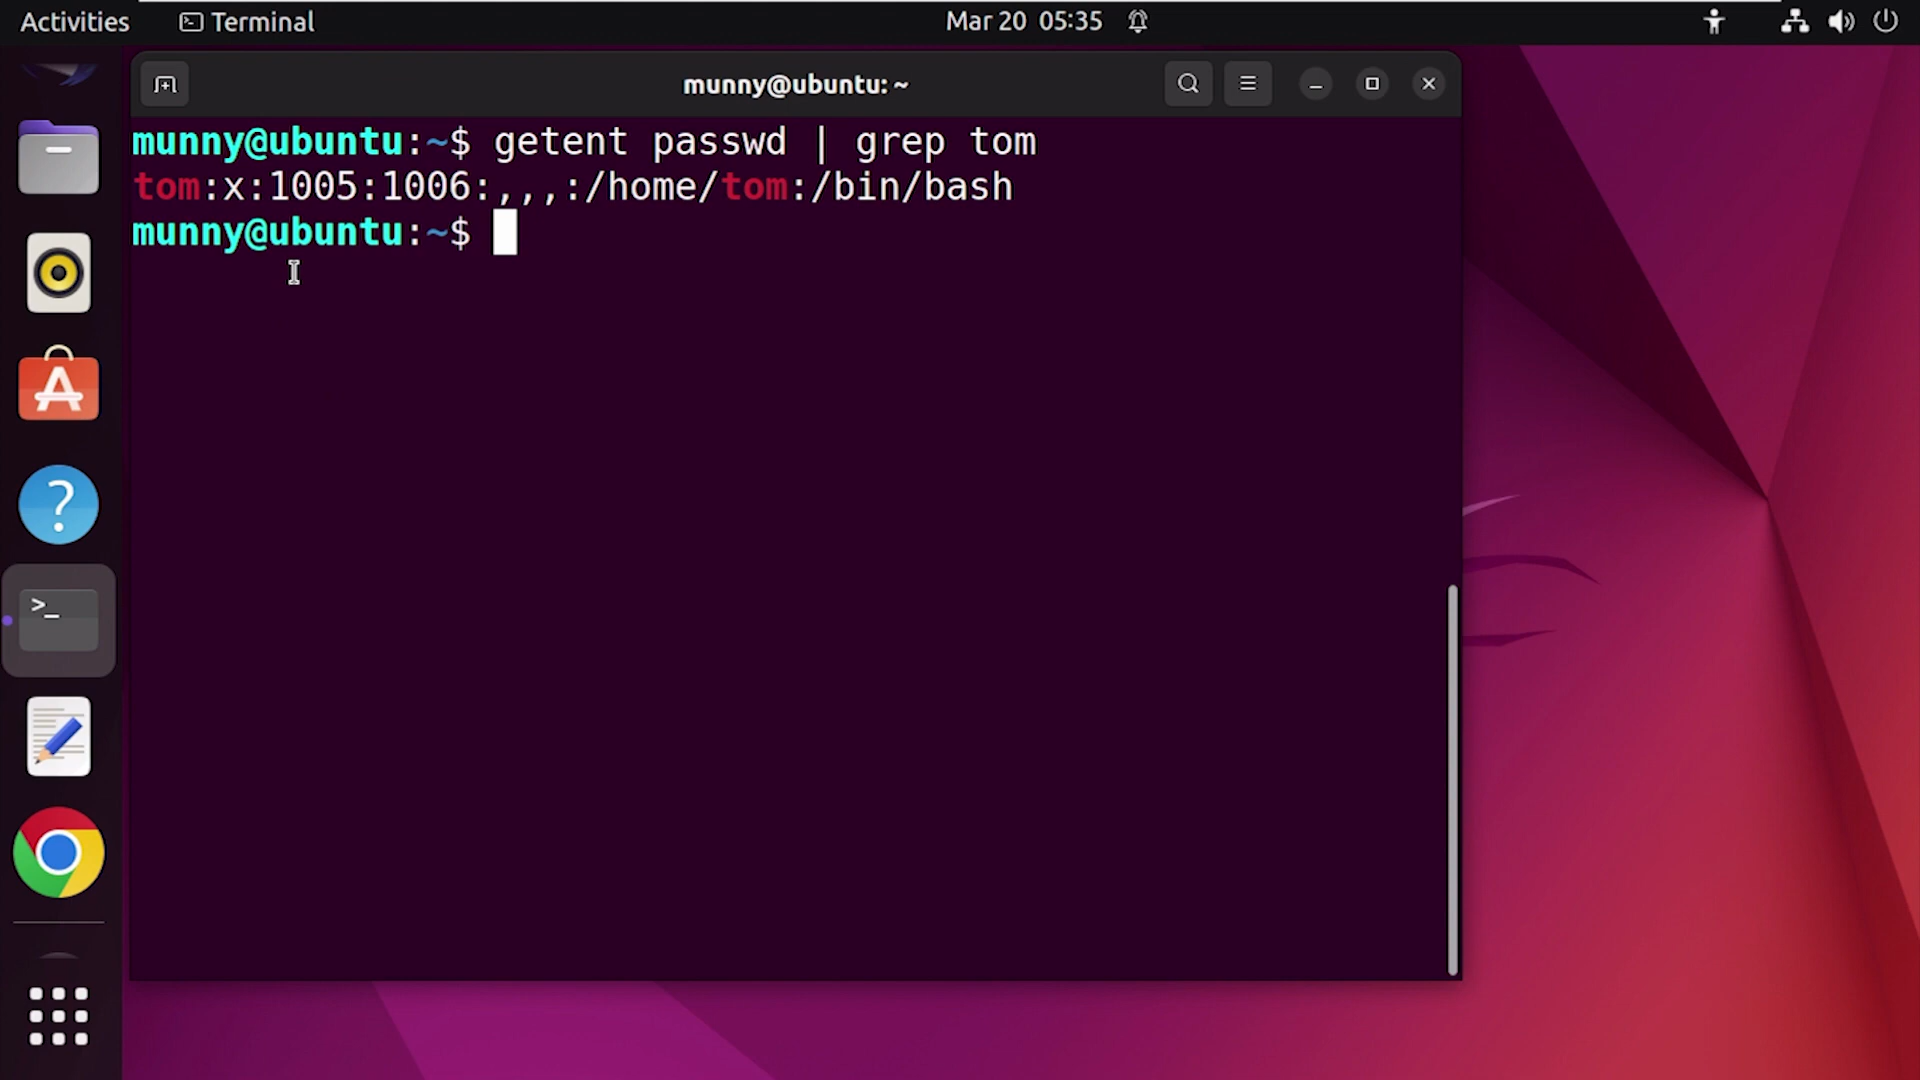 Activities
Terminal
Mar 20 05:35
munny@ubuntu: ~
munny@ubuntu:~$ getent passwd | grep tom
tom:x:1005:1006:,,,:/home/tom:/bin/bash
munny@ubuntu:~$